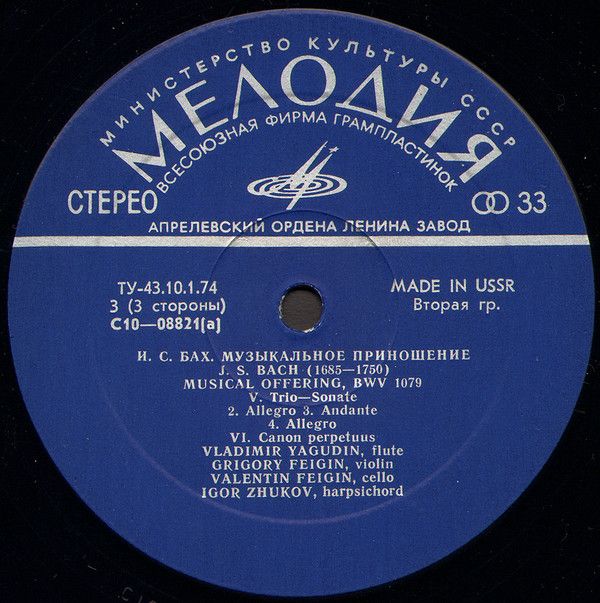 МИНИСТЕРСТВО КУЛЬТУРЫ СССР
МЕЛОДИЯ
ВСЕСОЮЗНАЯ ФИРМА ГРАМПЛАСТИНОК
СТЕРЕО
33
АПРЕЛЕВСКИЙ ОРДЕНА ЛЕНИНА ЗАВОД
ТУ-43.10.1.74
3 (3 стороны)
С10—08821(а)
MADE IN USSR
Вторая гр.
И. С. БАХ. МУЗЫКАЛЬНОЕ ПРИНОШЕНИЕ
J. S. BACH (1685—1750)
MUSICAL OFFERING, BWV 1079
V. Trio—Sonate
2. Allegro 3. Andante
4. Allegro
VI. Canon perpetuus
VLADIMIR YAGUDIN, flute
GRIGORY FEIGIN, violin
VALENTIN FEIGIN, cello
IGOR ZHUKOV, harpsichord